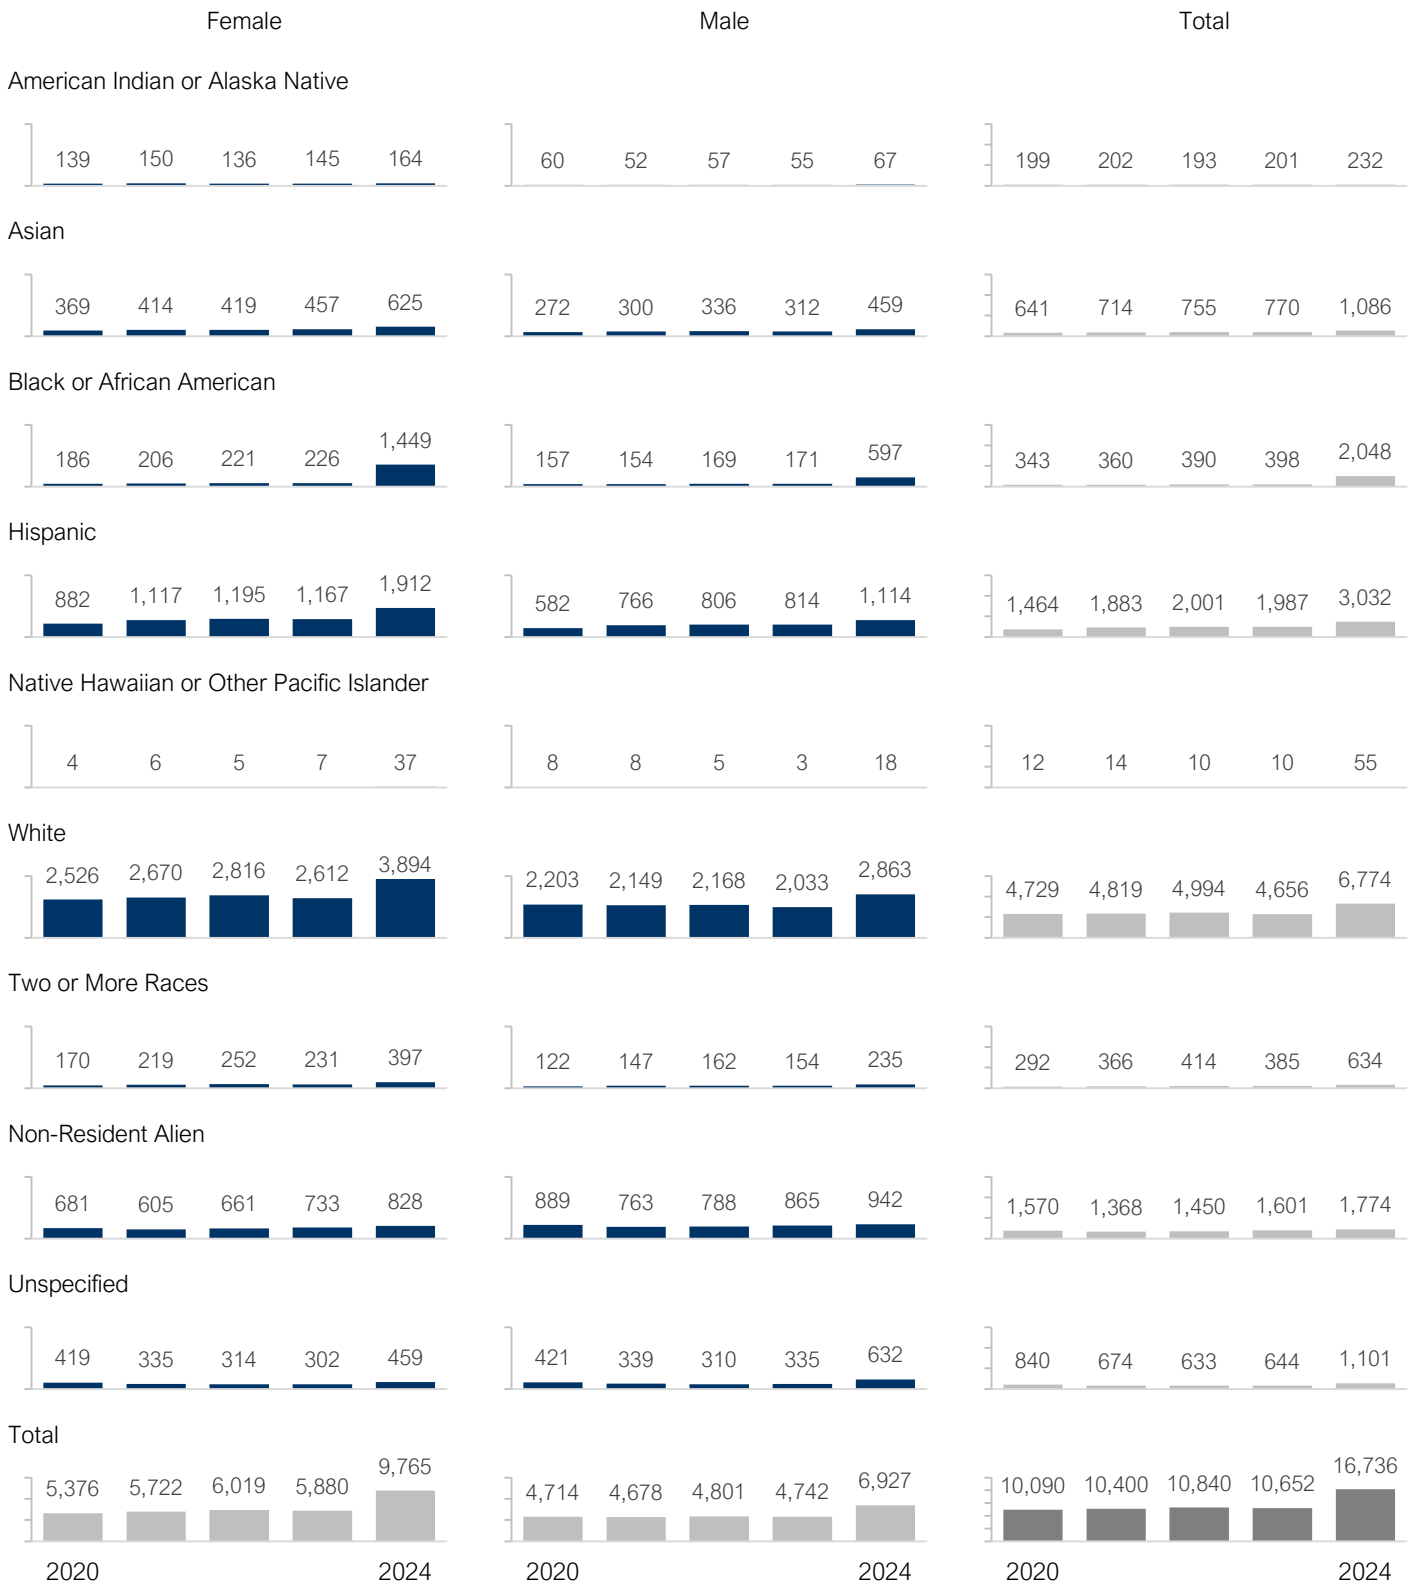 Female Male Total
American Indian or Alaska Native
139 150 136 145 164 60 52 57 55 67 199 202 193 201 232
Asian
369 414 419 457 625 272 300 336 312 459 641 714 755 770 1,086
Black or African American
186 206 221 226 1,449 157 154 169 171 597 343 360 390 398 2,048
Hispanic
882 1,117 1,195 1,167 1,912 582 766 806 814 1,114 1,464 1,883 2,001 1,987 3,032
Native Hawaiian or Other Pacific Islander
4 6 5 7 37 8 8 5 3 18 12 14 10 10 55
White
2,526 2,670 2,816 2,612 3,894 2,203 2,149 2,168 2,033 2,863 4,729 4,819 4,994 4,656 6,774
Two or More Races
170 219 252 231 397 122 147 162 154 235 292 366 414 385 634
Non-Resident Alien
681 605 661 733 828 889 763 788 865 942 1,570 1,368 1,450 1,601 1,774
Unspecified
419 335 314 302 459 421 339 310 335 632 840 674 633 644 1,101
Total
5,376 5,722 6,019 5,880 9,765 4,714 4,678 4,801 4,742 6,927 10,090 10,400 10,840 10,652 16,736
2020 2024 2020 2024 2020 2024